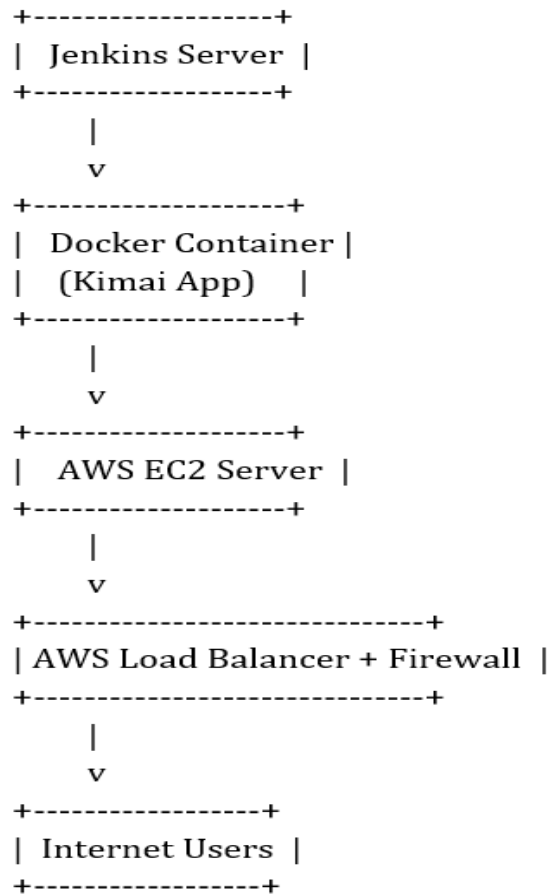 +-------------------+
|  Jenkins Server  |
+-------------------+
|
v
+--------------------+
|  Docker Container |
|  (Kimai App)    |
+--------------------+
|
v
+--------------------+
|  AWS EC2 Server  |
+--------------------+
|
v
+-------------------------------+
| AWS Load Balancer + Firewall  |
+-------------------------------+
|
v
+------------------+
|  Internet Users  |
+------------------+